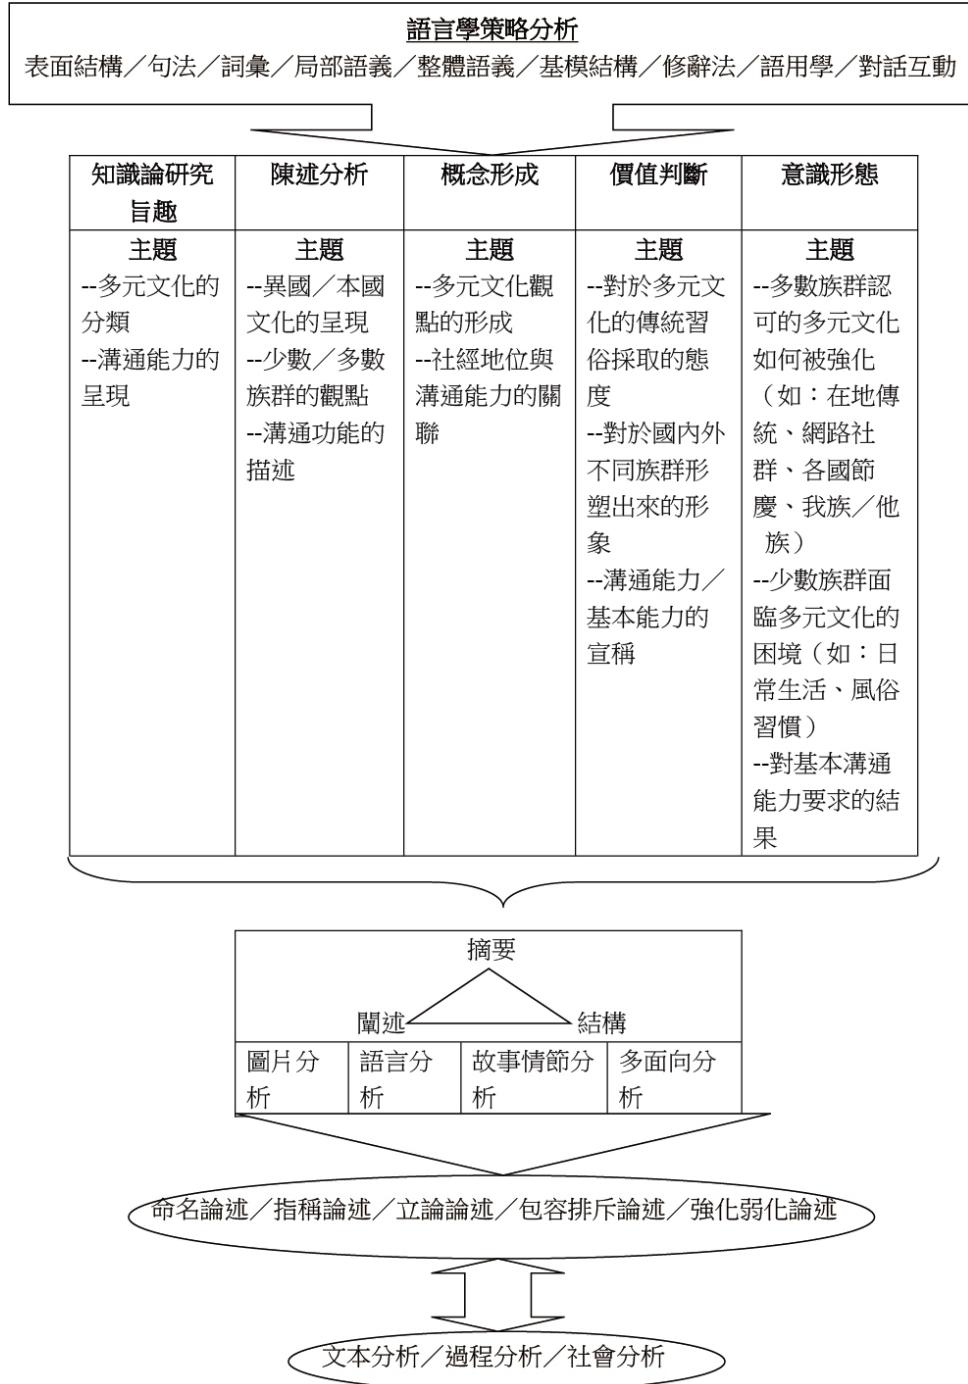 語言學策略分析
表面結構／句法／詞彙／局部語義／整體語義／基模結構／修辭法／語用學／對話互動
知識論研究
旨趣
陳述分析
概念形成
價值判斷
意識形態
主題
--多元文化的
分類
--溝通能力的
呈現
主題
--異國／本國
文化的呈現
--少數／多數
族群的觀點
--溝通功能的
描述
主題
--多元文化觀
點的形成
--社經地位與
溝通能力的關
聯
主題
--對於多元文
化的傳統習
俗採取的態
度
--對於國內外
不同族群形
塑出來的形
象
--溝通能力／
基本能力的
宣稱
主題
--多數族群認
可的多元文化
如何被強化
（如：在地傳
統、網路社
群、各國節
慶、我族／他
族）
--少數族群面
臨多元文化的
困境（如：日
常生活、風俗
習慣）
--對基本溝通
能力要求的結
果
摘要
闡述
結構
圖片分
析
語言分
析
故事情節分
析
多面向分
析
命名論述／指稱論述／立論論述／包容排斥論述／強化弱化論述
文本分析／過程分析／社會分析